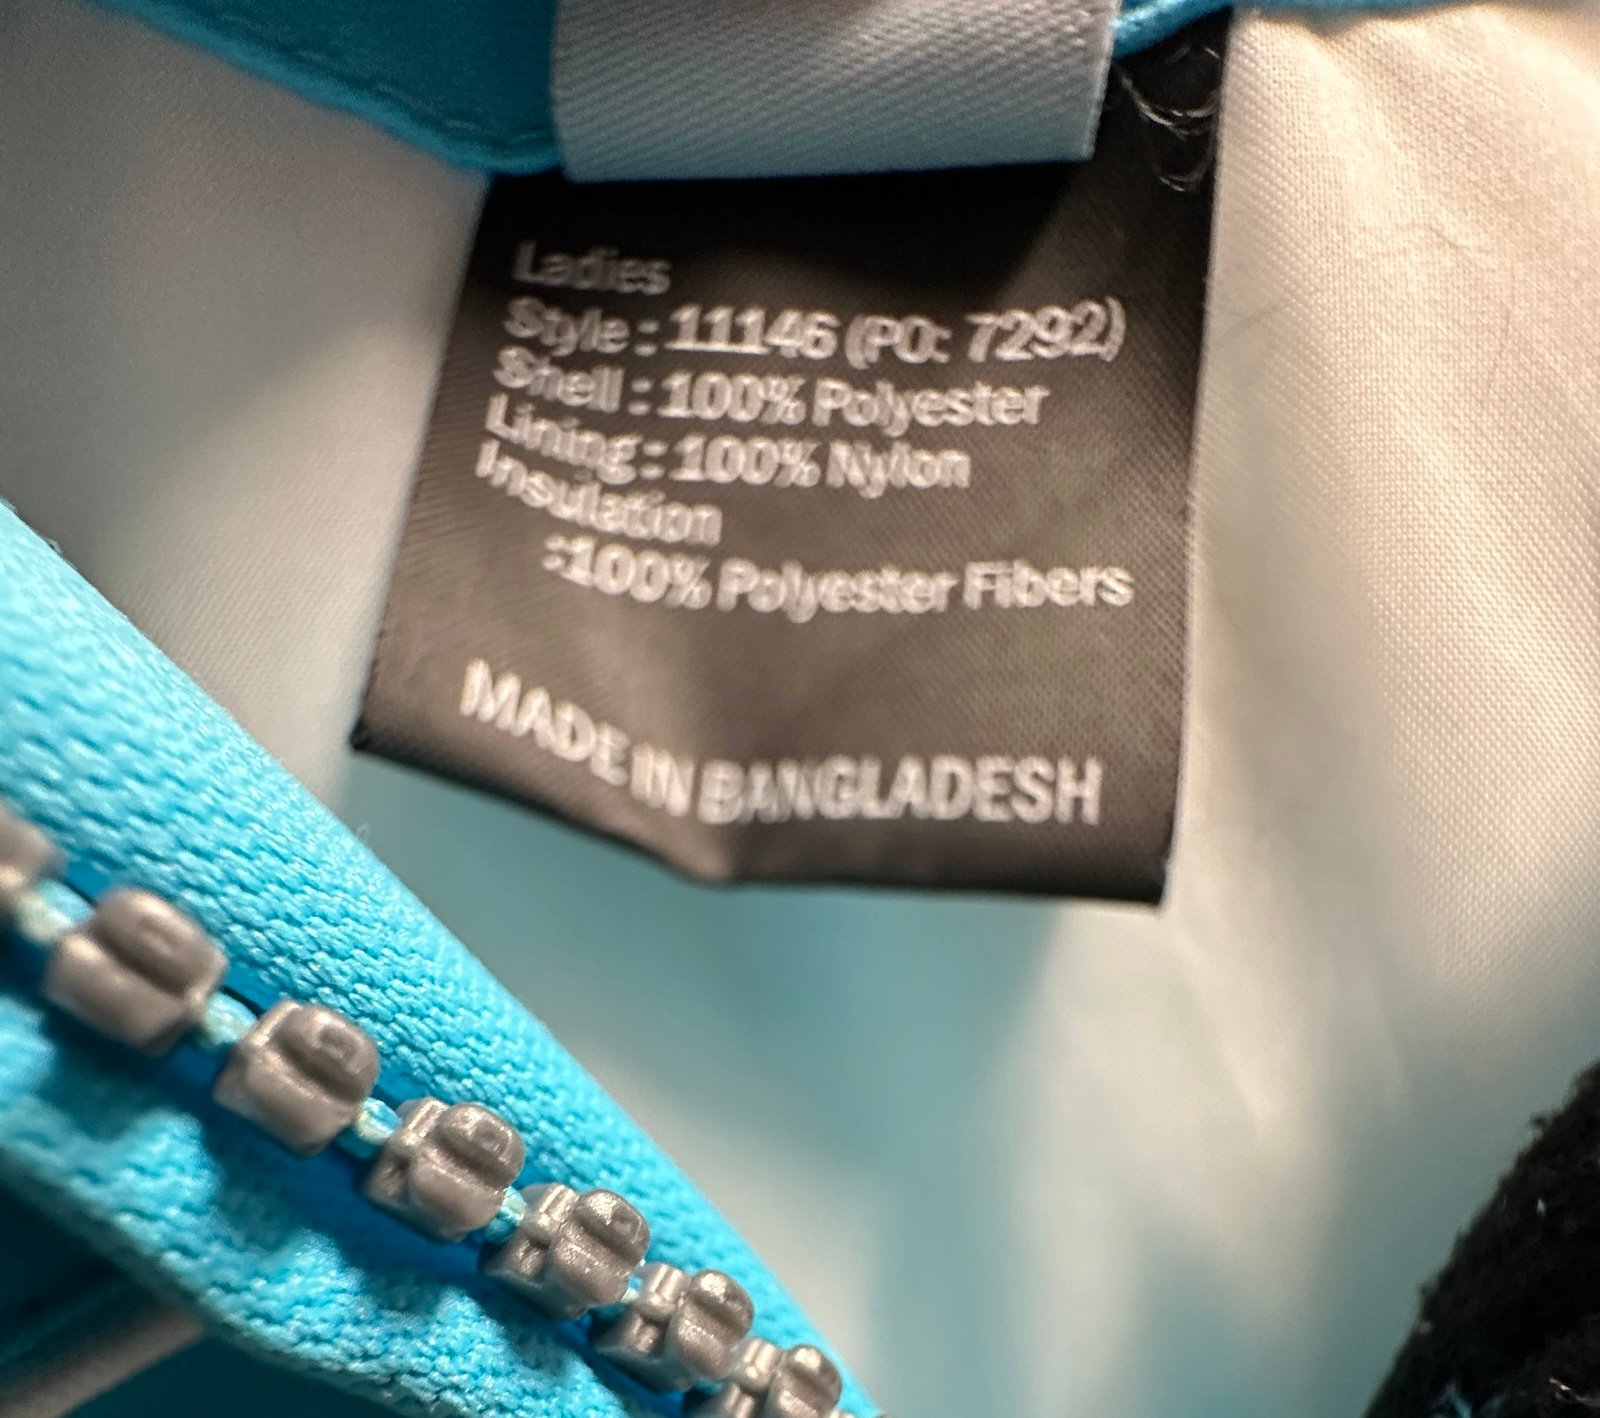 Ladies
Style : 11146 (PO: 7292)
Shell : 100% Polyester
Lining : 100% Nylon
Insulation
:100% Polyester Fibers
MADE IN BANGLADESH